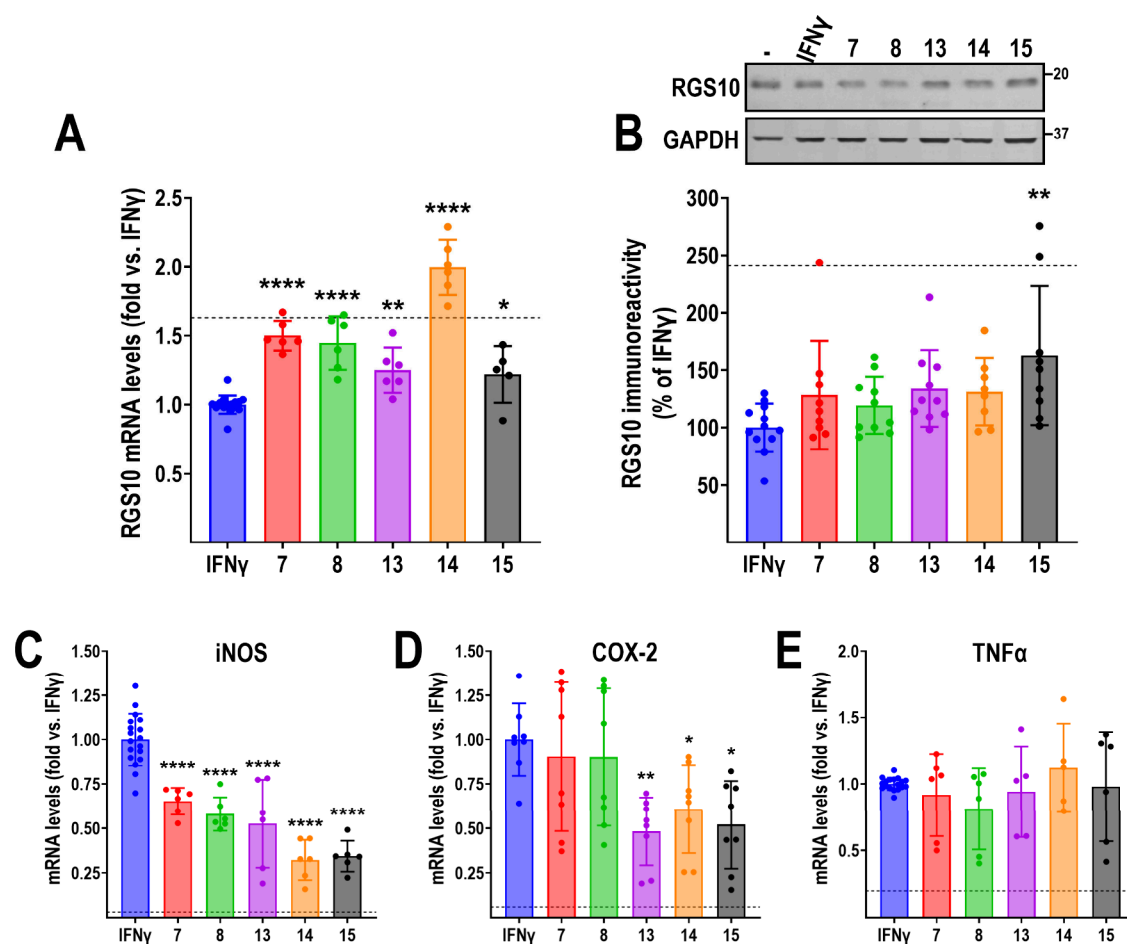 A
RGS10 mRNA levels (fold vs. IFNγ)
2.5
2.0
1.5
1.0
0.5
****
****
**
****
*
IFNγ 7 8 13 14 15
B
- IFNγ 7 8 13 14 15
RGS10
20
GAPDH
37
RGS10 immunoreactivity
(% of IFNγ)
300
250
200
150
100
50
**
IFNγ 7 8 13 14 15
C
iNOS
mRNA levels (fold vs. IFNγ)
1.50
1.25
1.00
0.75
0.50
0.25
****
****
****
****
****
IFNγ 7 8 13 14 15
D
COX-2
mRNA levels (fold vs. IFNγ)
1.50
1.25
1.00
0.75
0.50
0.25
**
*
*
IFNγ 7 8 13 14 15
E
TNFα
mRNA levels (fold vs. IFNγ)
2.0
1.5
1.0
0.5
IFNγ 7 8 13 14 15